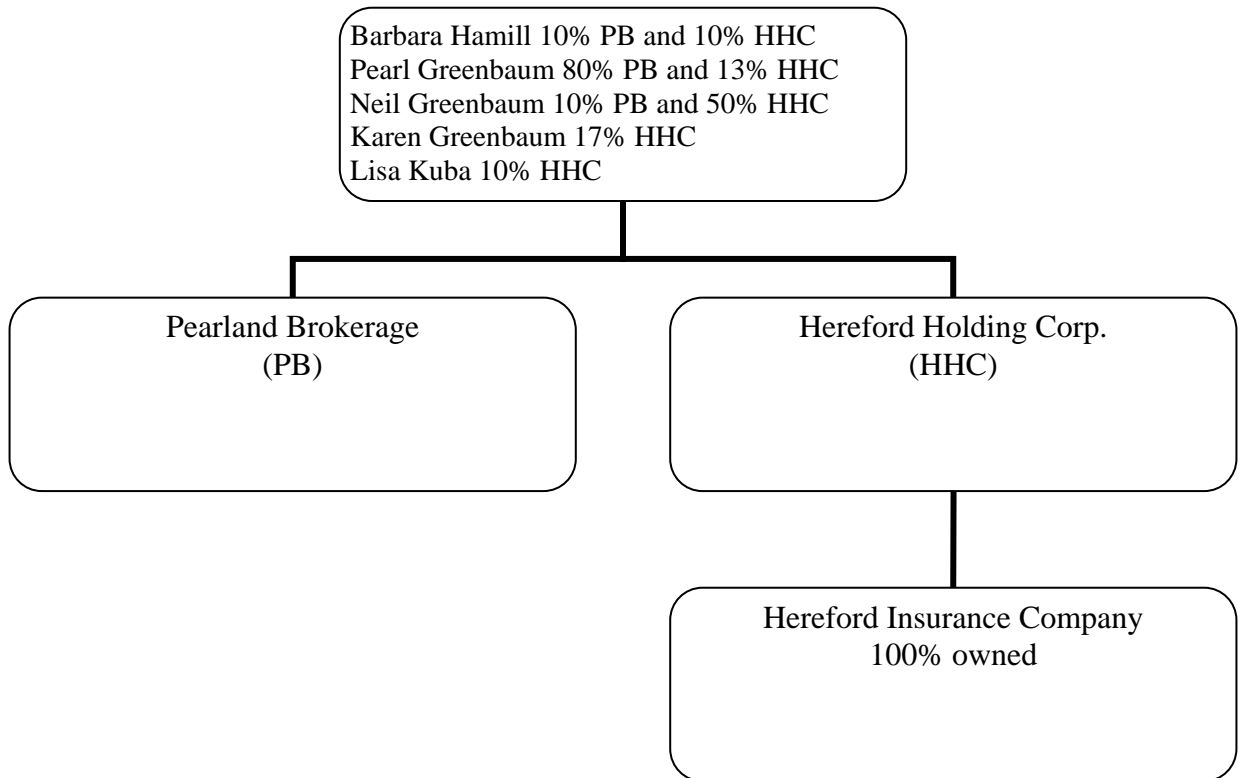 Barbara Hamill 10% PB and 10% HHC
Pearl Greenbaum 80% PB and 13% HHC
Neil Greenbaum 10% PB and 50% HHC
Karen Greenbaum 17% HHC
Lisa Kuba 10% HHC
Pearland Brokerage
(PB)
Hereford Holding Corp.
(HHC)
Hereford Insurance Company
100% owned